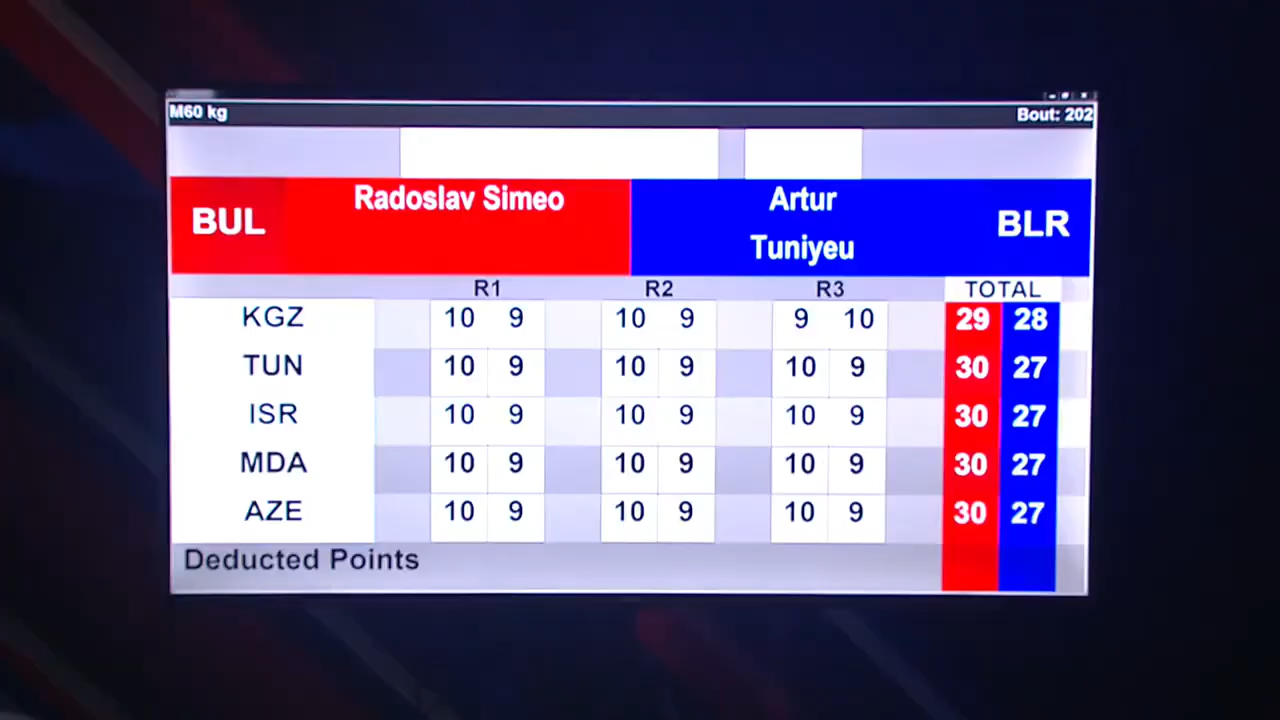 M60 kg Bout: 202
BUL Radoslav Simeo Artur Tuniyeu BLR
R1 R2 R3 TOTAL
KGZ 10 9 10 9 9 10 29 28
TUN 10 9 10 9 10 9 30 27
ISR 10 9 10 9 10 9 30 27
MDA 10 9 10 9 10 9 30 27
AZE 10 9 10 9 10 9 30 27
Deducted Points